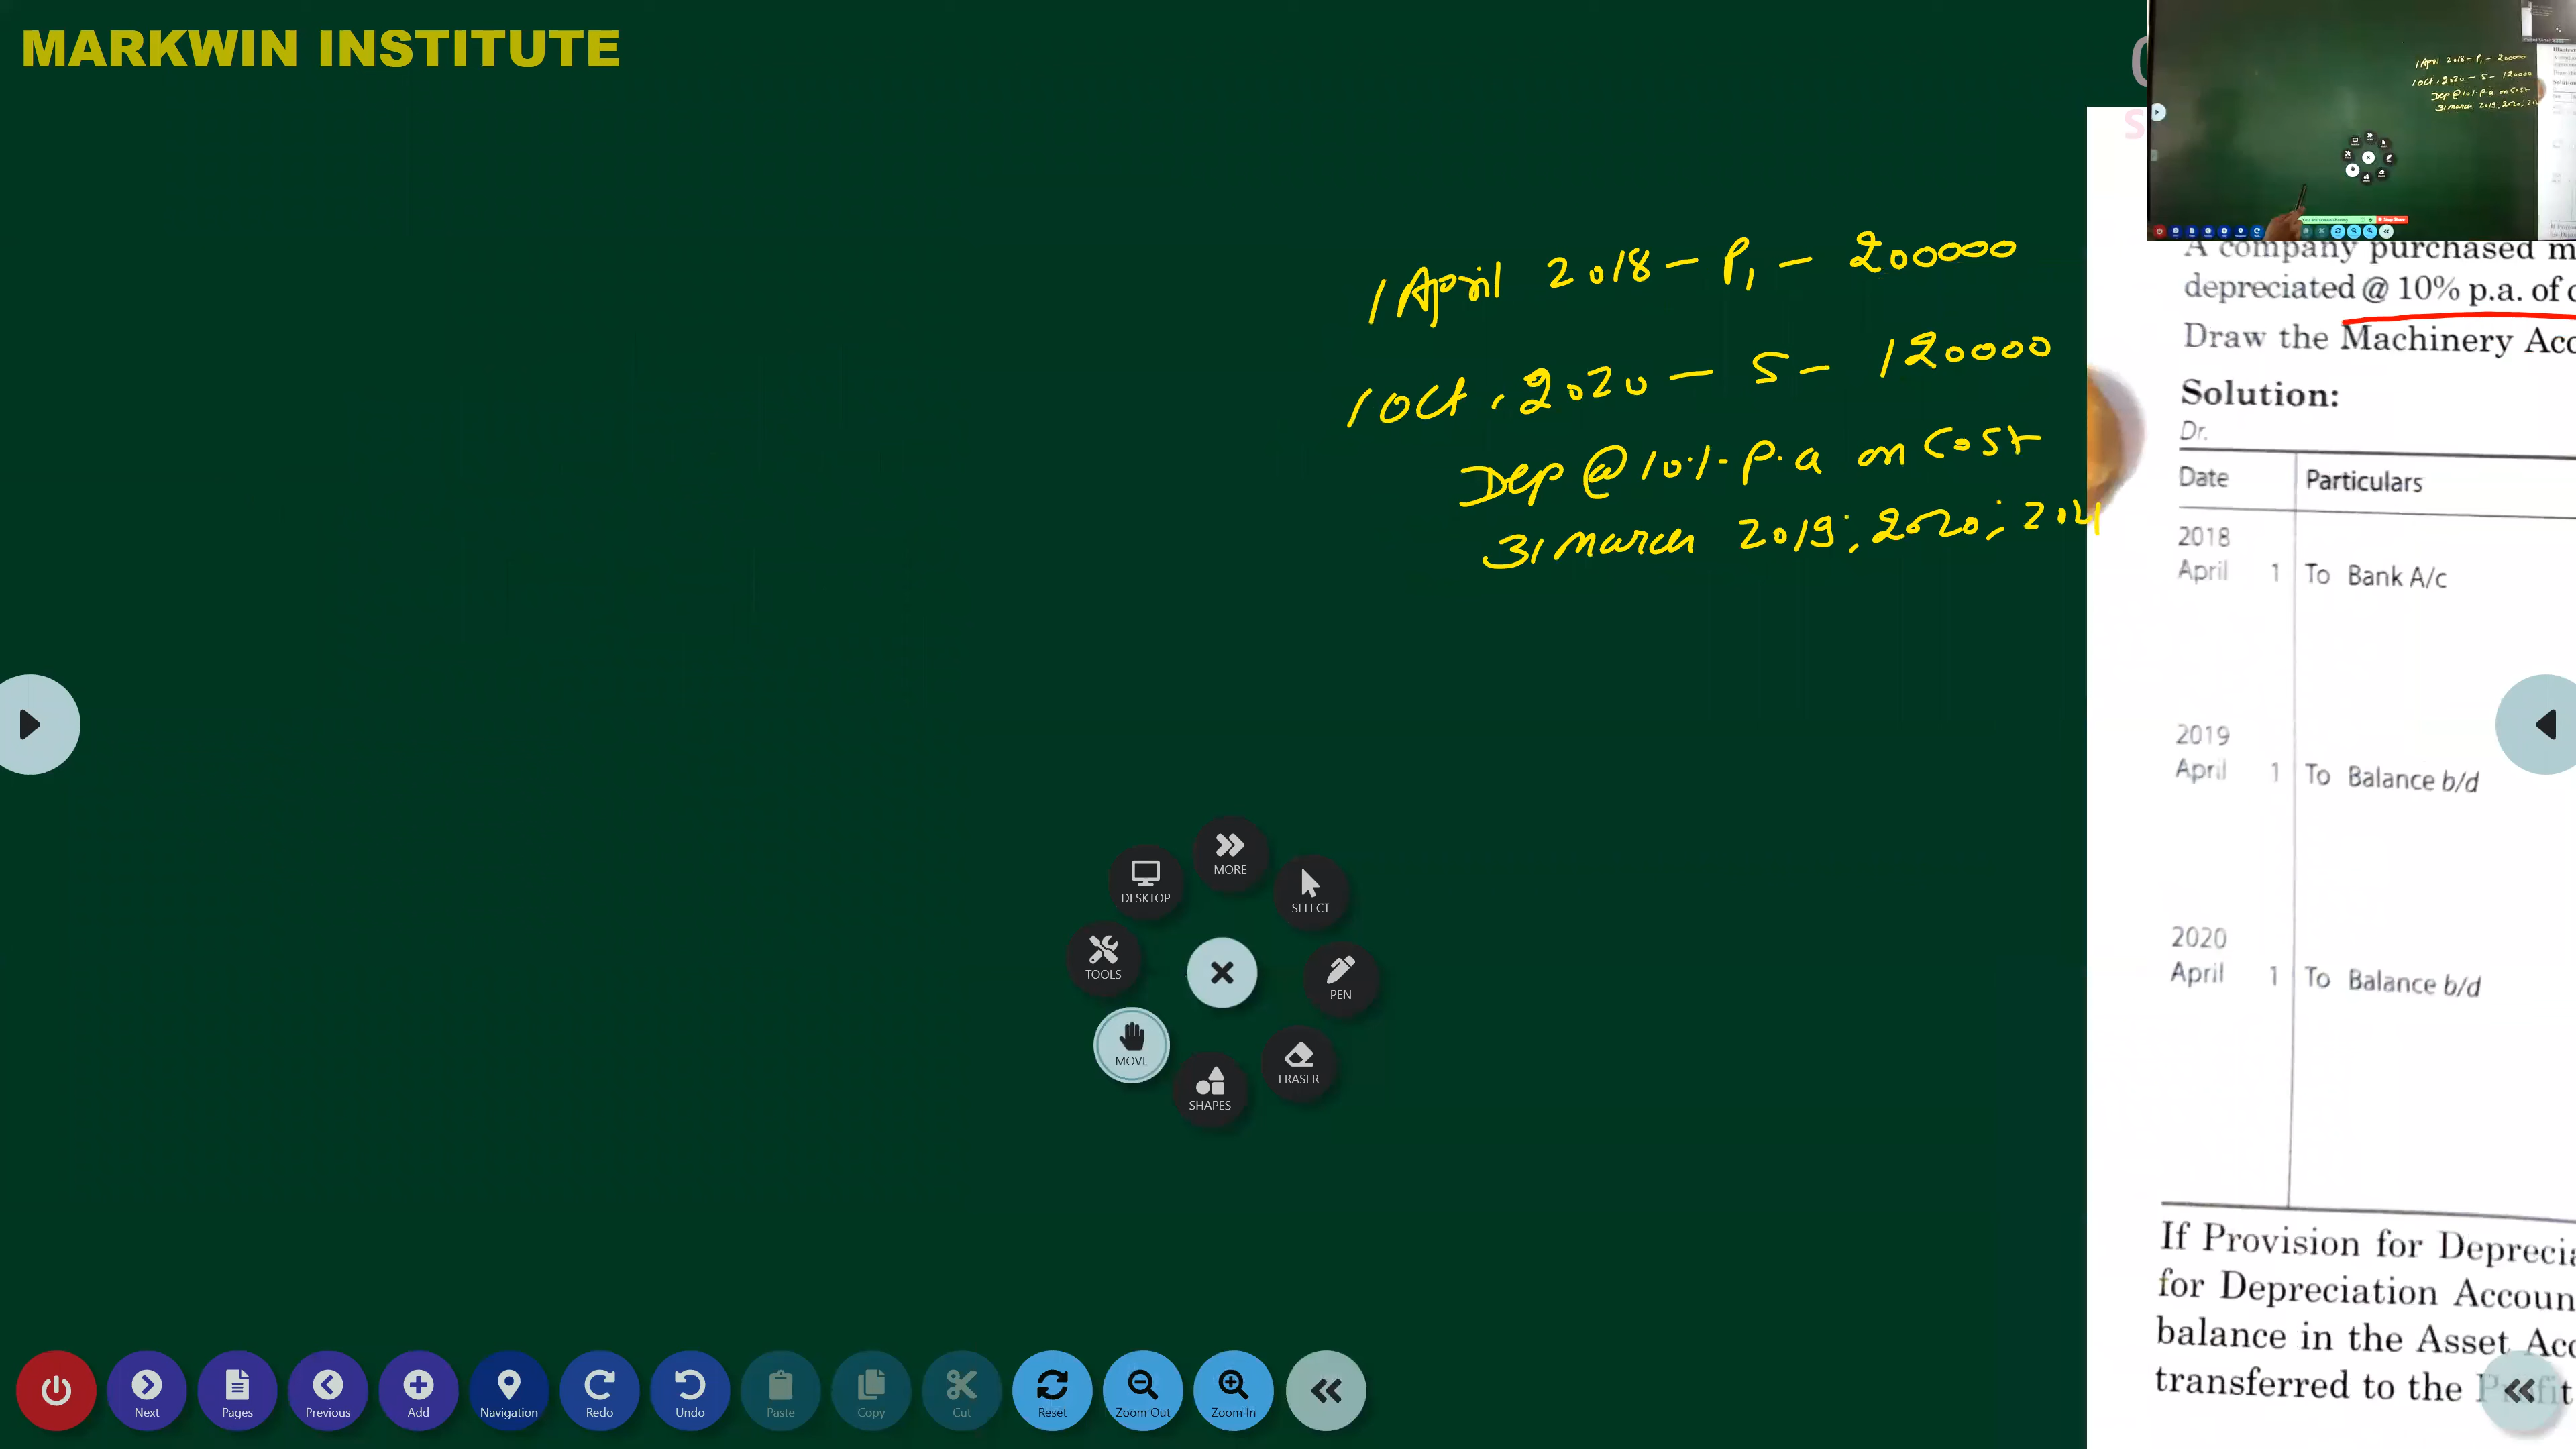 MARKWIN INSTITUTE
1 April 2018 - P1 - 200000
1 Oct, 2020 - S - 120000
Dep @ 10% P.a on Cost
31 march 2019; 2020; 2021
A company purchased
depreciated @ 10% p.a. of
Draw the Machinery
Solution:
Dr.
Date Particulars
2018
April 1 To Bank A/c
2019
April 1 To Balance b/d
2020
April 1 To Balance b/d
If Provision for
for Depreciation
balance in the Asset
transferred to the
MORE
DESKTOP
SELECT
TOOLS
PEN
MOVE
ERASER
SHAPES
Next
Pages
Previous
Add
Navigation
Redo
Undo
Paste
Copy
Cut
Reset
Zoom Out
Zoom In